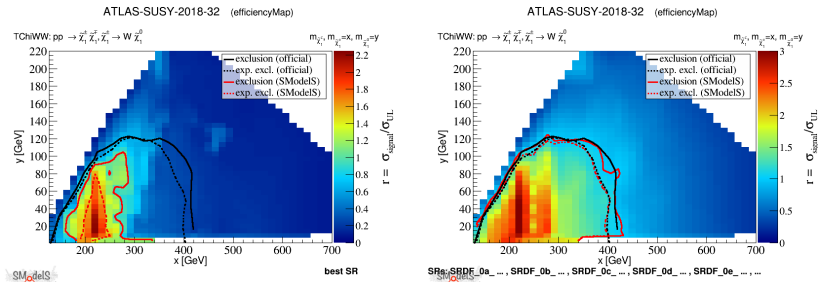 ATLAS-SUSY-2018-32 (efficiencyMap)
TChiWW: pp → χ̃₁± χ̃₁∓, χ̃₁± → W χ̃₁⁰
m_χ̃₁±=x, m_χ̃₁⁰=y
exclusion (official)
exp. excl. (official)
exclusion (SModelS)
exp. excl. (SModelS)
y [GeV]
220
200
180
160
140
120
100
80
60
40
20
200 300 400 500 600 700
x [GeV]
2.2
2
1.8
1.6
1.4
1.2
1
0.8
0.6
0.4
0.2
0
r = σsignal/σUL
SModelS
best SR
ATLAS-SUSY-2018-32 (efficiencyMap)
TChiWW: pp → χ̃₁± χ̃₁∓, χ̃₁± → W χ̃₁⁰
m_χ̃₁±=x, m_χ̃₁⁰=y
exclusion (official)
exp. excl. (official)
exclusion (SModelS)
exp. excl. (SModelS)
y [GeV]
220
200
180
160
140
120
100
80
60
40
20
200 300 400 500 600 700
x [GeV]
3
2.5
2
1.5
1
0.5
0
r = σsignal/σUL
SModelS
SRs: SRDF_0a_ ... , SRDF_0b_ ... , SRDF_0c_ ... , SRDF_0d_ ... , SRDF_0e_ ... , ...